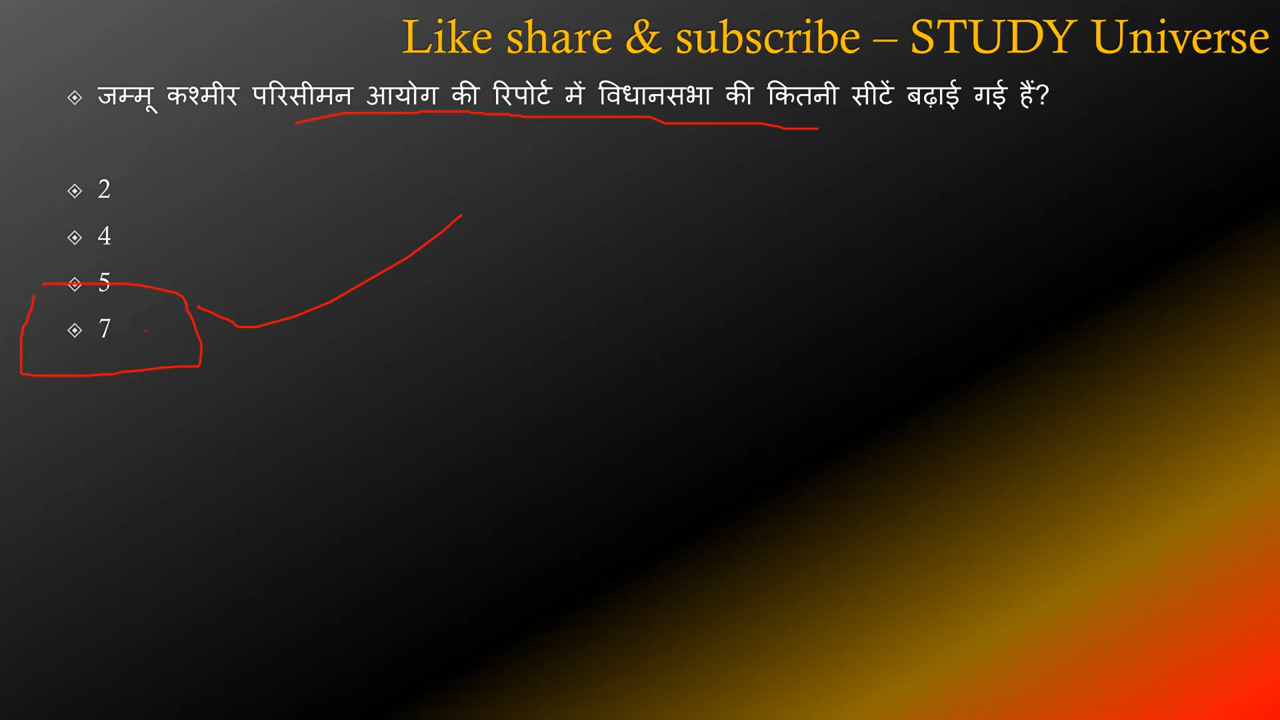 Like share & subscribe – STUDY Universe
जम्मू कश्मीर परिसीमन आयोग की रिपोर्ट में विधानसभा की कितनी सीटें बढ़ाई गई हैं?
2
4
5
7